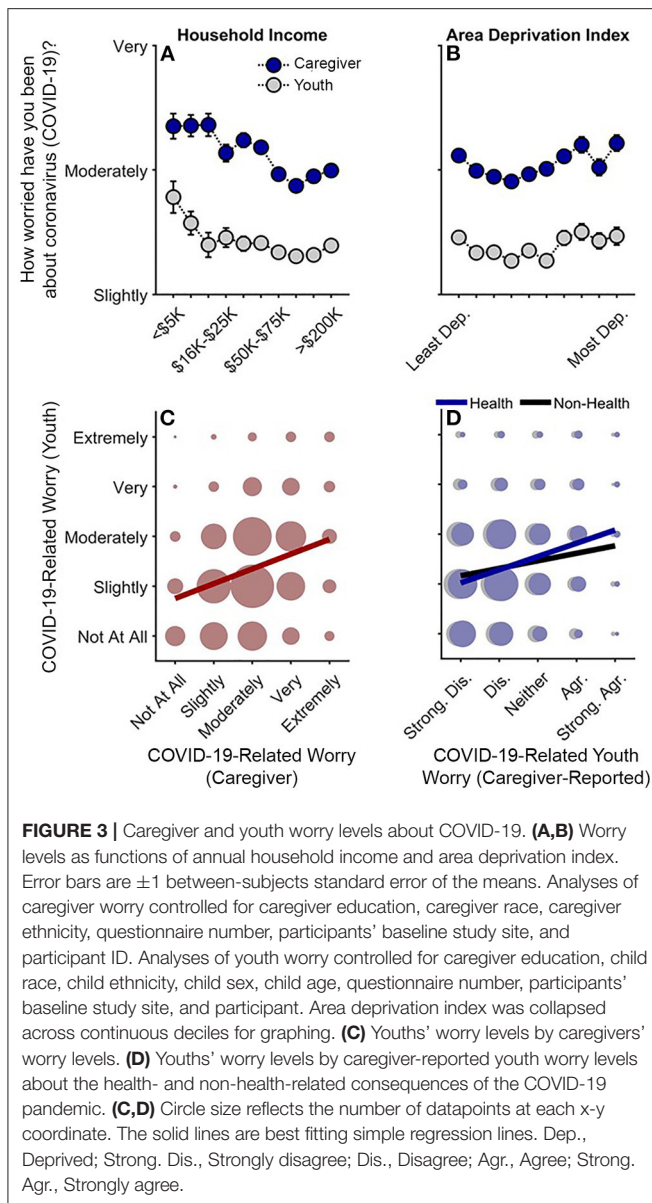 Household Income
Area Deprivation Index
How worried have you been
about coronavirus (COVID-19)?
Very
Moderately
Slightly
A
Caregiver
Youth
B
<$5K
$16K-$25K
$50K-$75K
>$200K
Least Dep.
Most Dep.
COVID-19-Related Worry (Youth)
Extremely
Very
Moderately
Slightly
Not At All
C
Health
Non-Health
D
Not At All
Slightly
Moderately
Very
Extremely
Strong. Dis.
Dis.
Neither
Agr.
Strong. Agr.
COVID-19-Related Worry
(Caregiver)
COVID-19-Related Youth
Worry (Caregiver-Reported)
FIGURE 3 | Caregiver and youth worry levels about COVID-19. (A,B) Worry
levels as functions of annual household income and area deprivation index.
Error bars are ±1 between-subjects standard error of the means. Analyses of
caregiver worry controlled for caregiver education, caregiver race, caregiver
ethnicity, questionnaire number, participants' baseline study site, and
participant ID. Analyses of youth worry controlled for caregiver education, child
race, child ethnicity, child sex, child age, questionnaire number, participants'
baseline study site, and participant. Area deprivation index was collapsed
across continuous deciles for graphing. (C) Youths' worry levels by caregivers'
worry levels. (D) Youths' worry levels by caregiver-reported youth worry levels
about the health- and non-health-related consequences of the COVID-19
pandemic. (C,D) Circle size reflects the number of datapoints at each x-y
coordinate. The solid lines are best fitting simple regression lines. Dep.,
Deprived; Strong. Dis., Strongly disagree; Dis., Disagree; Agr., Agree; Strong.
Agr., Strongly agree.